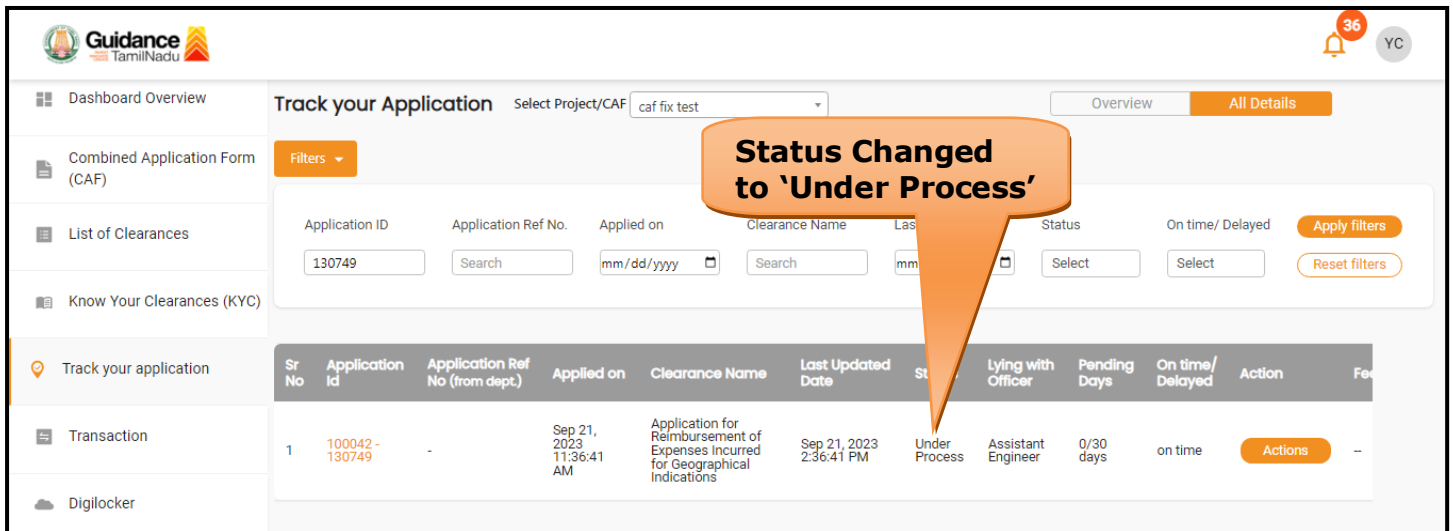 Guidance
TamilNadu
36
YC
Dashboard Overview
Track your Application
Select Project/CAF
caf fix test
Overview
All Details
Combined Application Form
(CAF)
Filters
Status Changed
to ‘Under Process’
List of Clearances
Application ID
Application Ref No.
Applied on
Clearance Name
Las
Status
On time/ Delayed
Apply filters
130749
Search
mm/dd/yyyy
Search
mm
Select
Select
Reset filters
Know Your Clearances (KYC)
Track your application
Sr
No
Application
Id
Application Ref
No (from dept.)
Applied on
Clearance Name
Last Updated
Date
Lying with
Officer
Pending
Days
On time/
Delayed
Action
Transaction
1
100042 -
130749
-
Sep 21,
2023
11:36:41
AM
Application for
Reimbursement of
Expenses Incurred
for Geographical
Indications
Sep 21, 2023
2:36:41 PM
Under
Process
Assistant
Engineer
0/30
days
on time
Actions
--
Digilocker